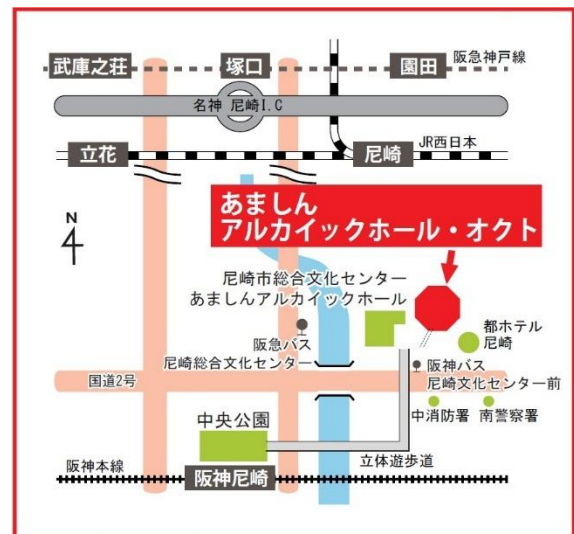 阪急神戸線
武庫之荘
塚口
園田
名神 尼崎I.C
JR西日本
立花
尼崎
N
4
あましん
アルカイックホール・オクト
尼崎市総合文化センター
あましんアルカイックホール
都ホテル
尼崎
阪急バス
尼崎総合文化センター
阪神バス
尼崎文化センター前
国道2号
中消防署
南警察署
中央公園
立体遊歩道
阪神本線
阪神尼崎